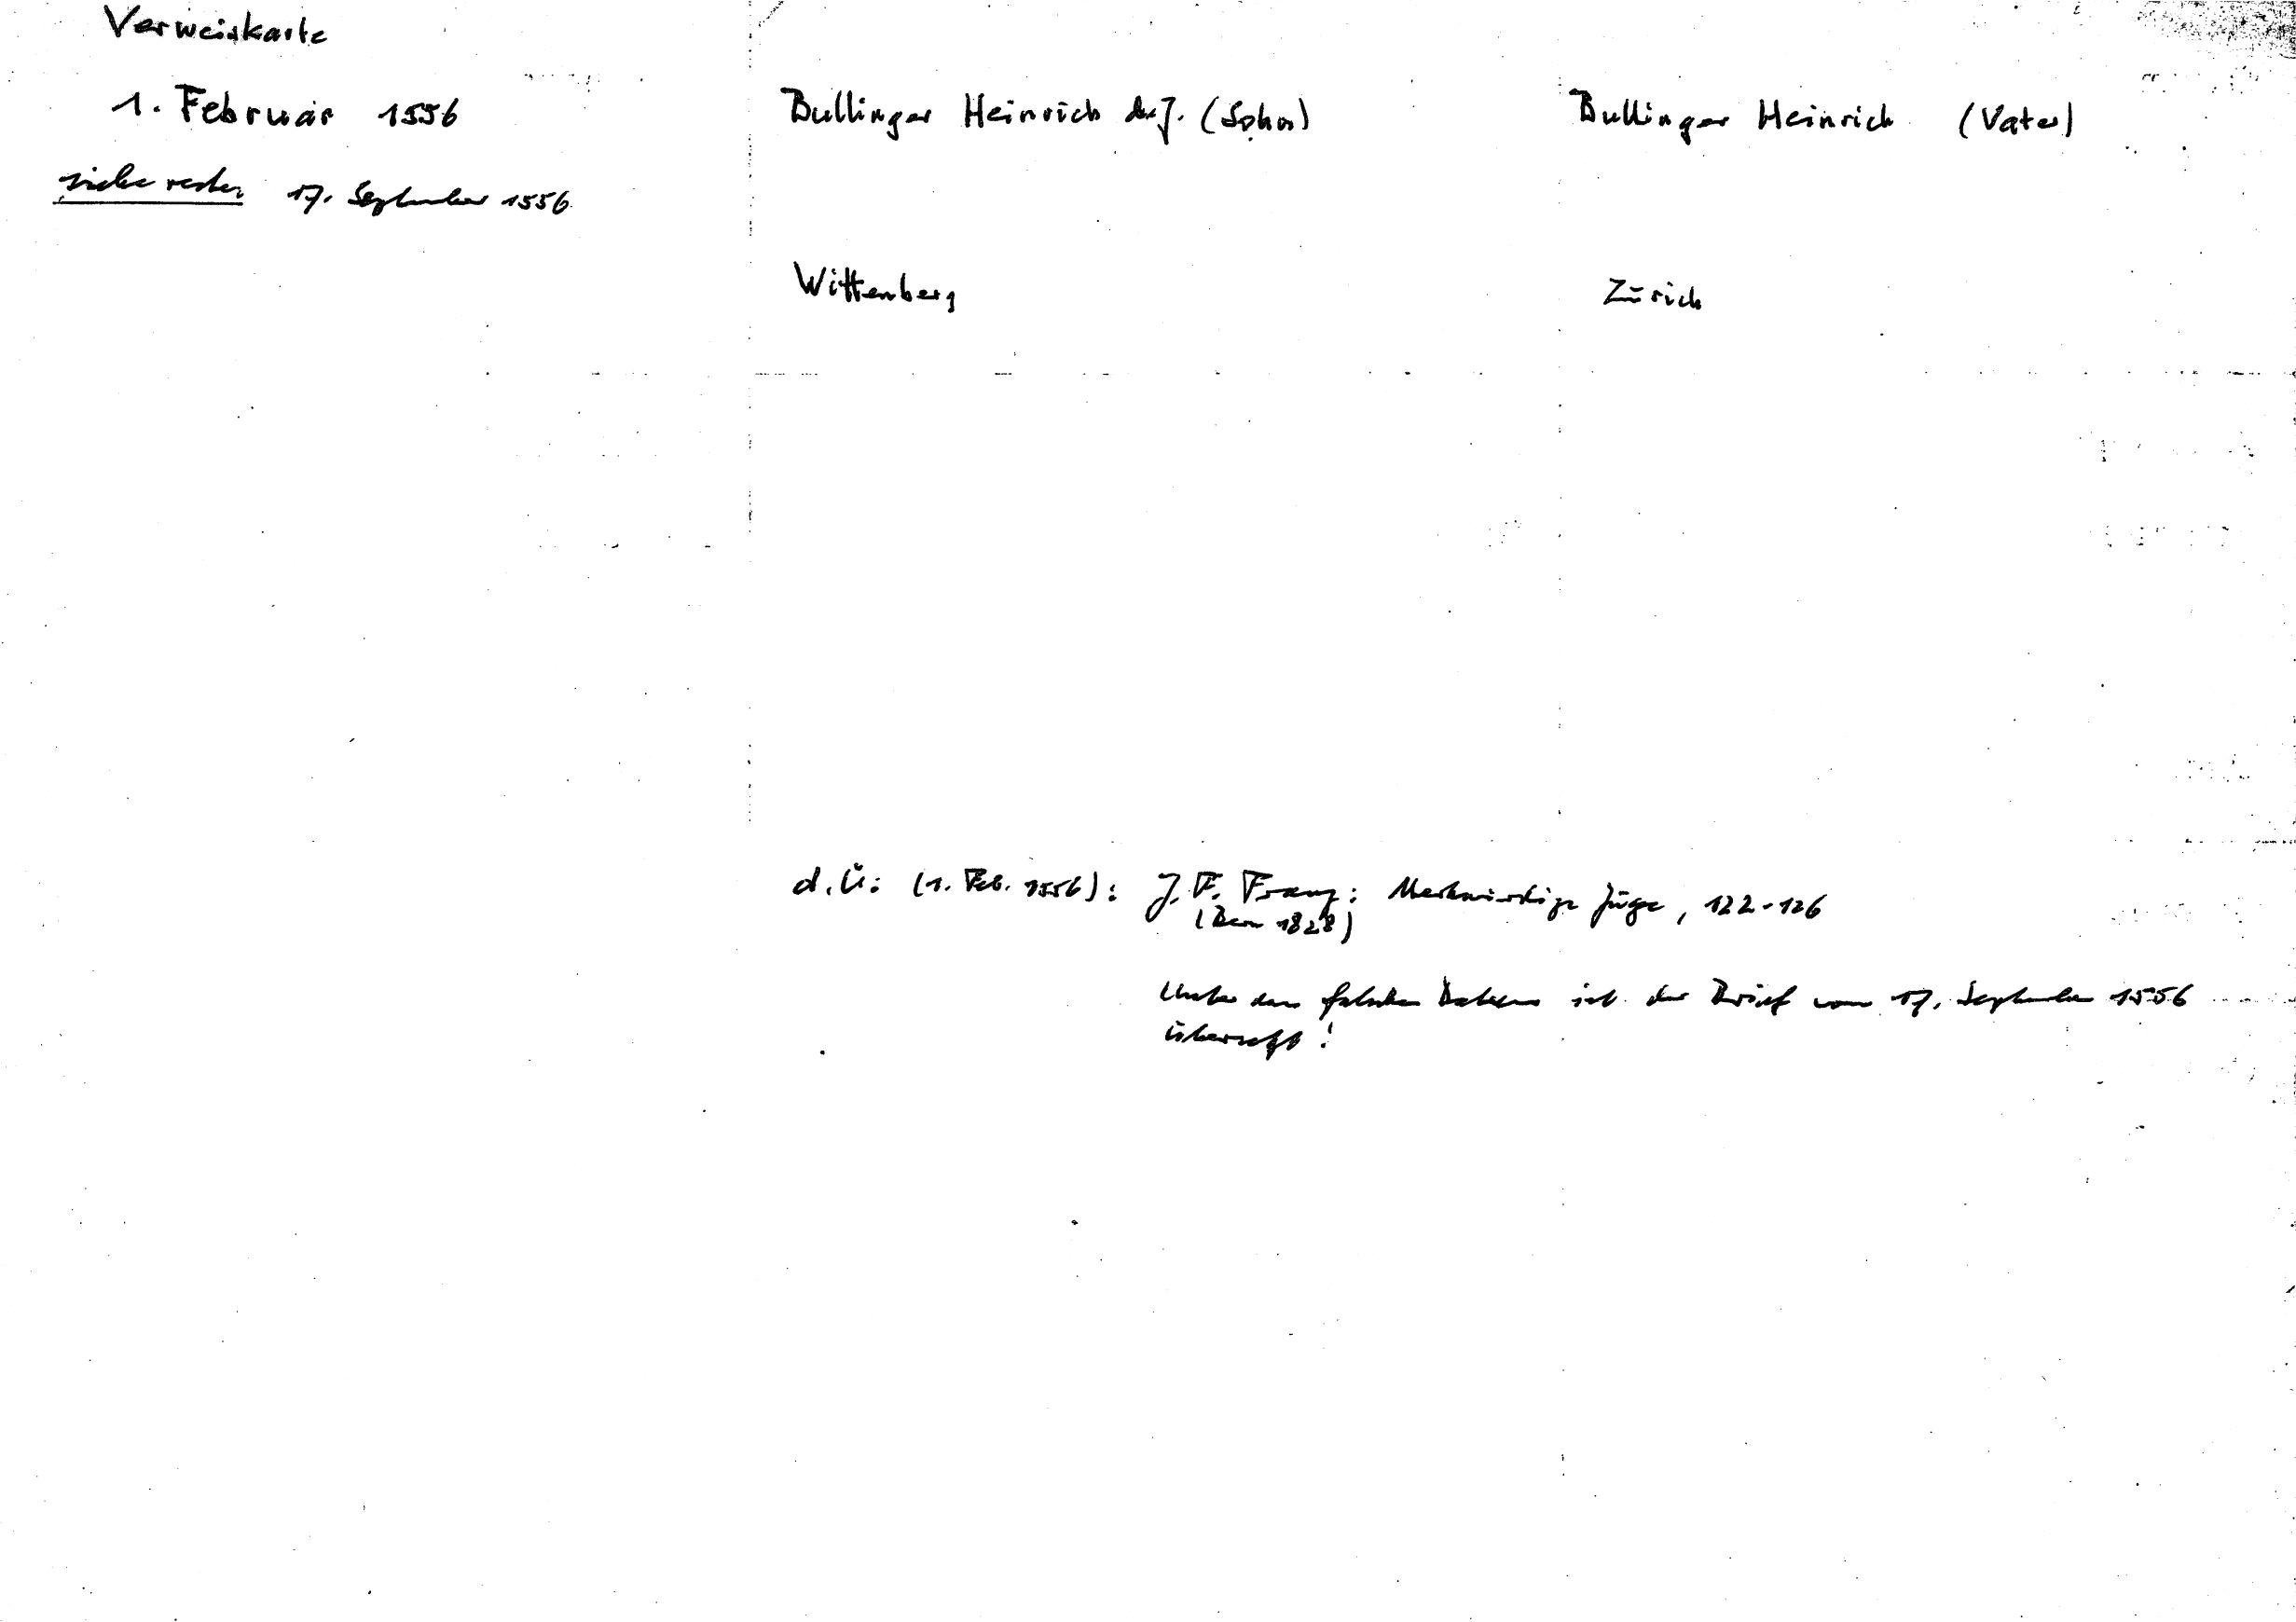 Verweiskarte
1. Februar 1556
siehe unter 17. September 1556
Bullinger Heinrich d. J. (Sohn)
Wittenberg
Bullinger Heinrich (Vater)
Zürich
d. Ü: (1. Feb. 1556): J. F. Franz: Merkwürdige Züge, 122-126
(Bern 1828)
Unter dem falschen Datum ist der Brief vom 17. September 1556
übersetzt!